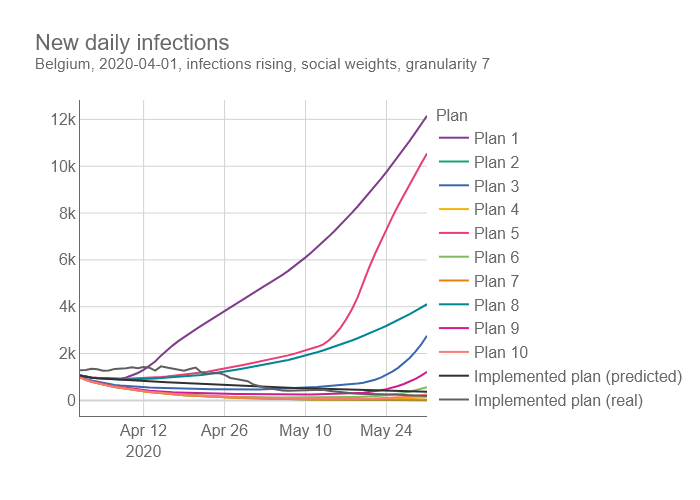 New daily infections
Belgium, 2020-04-01, infections rising, social weights, granularity 7
12k
10k
8k
6k
4k
2k
0
Apr 12
2020
Apr 26
May 10
May 24
Plan
Plan 1
Plan 2
Plan 3
Plan 4
Plan 5
Plan 6
Plan 7
Plan 8
Plan 9
Plan 10
Implemented plan (predicted)
Implemented plan (real)